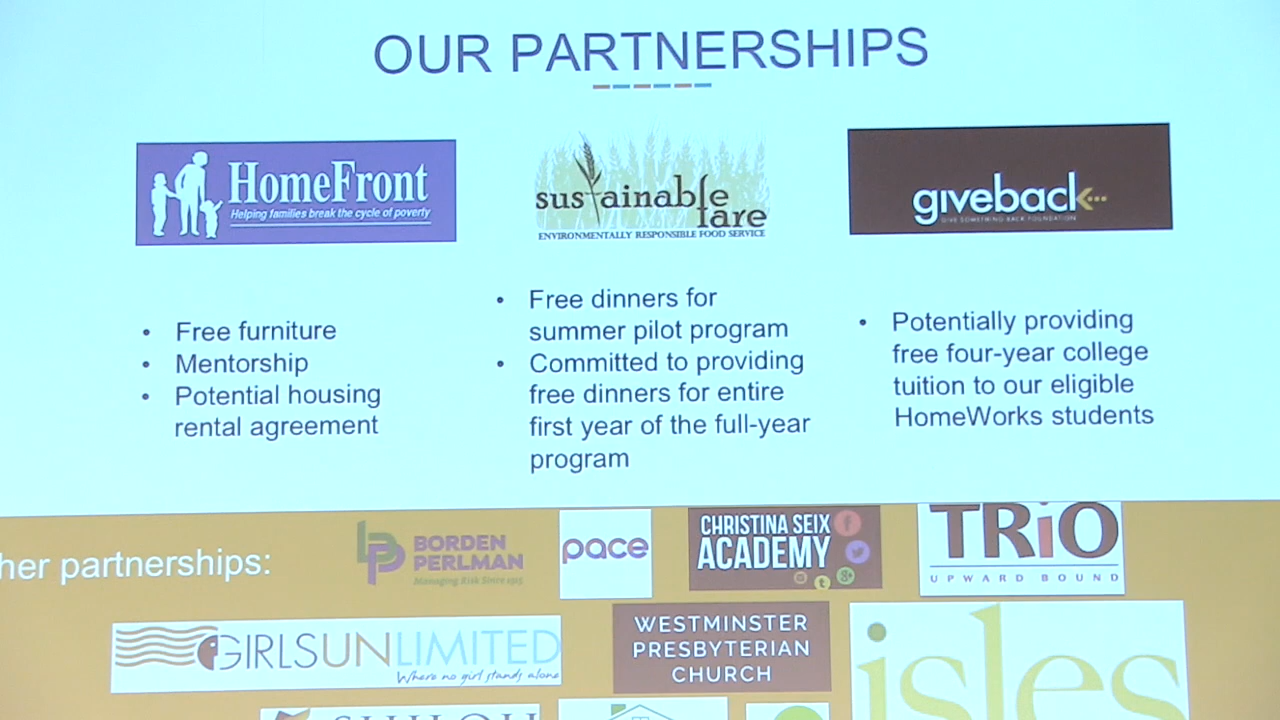 OUR PARTNERSHIPS
HomeFront
Helping families break the cycle of poverty
sustainable
fare
ENVIRONMENTALLY RESPONSIBLE FOOD SERVICE
giveback
GIVE SOMETHING BACK FOUNDATION
• Free furniture
• Mentorship
• Potential housing
rental agreement
• Free dinners for
summer pilot program
• Committed to providing
free dinners for entire
first year of the full-year
program
• Potentially providing
free four-year college
tuition to our eligible
HomeWorks students
her partnerships:
BORDEN
PERLMAN
Managing Risk Since 1915
pace
CHRISTINA SEIX
ACADEMY
TRiO
UPWARD BOUND
GIRLSUNLIMITED
Where no girl stands alone
WESTMINSTER
PRESBYTERIAN
CHURCH
isles